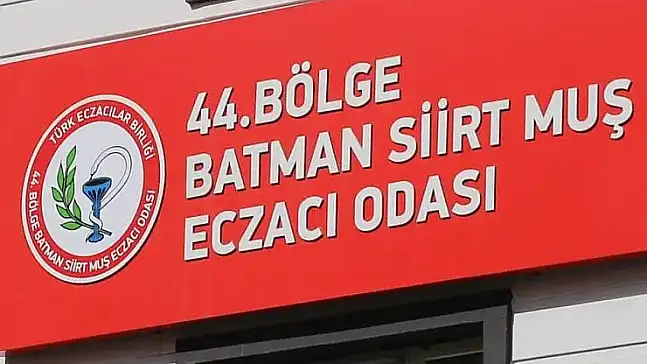 TÜRK ECZACILAR BİRLİĞİ
44. BÖLGE BATMAN SİİRT MUŞ ECZACI ODASI
44.BÖLGE
BATMAN SİİRT MUŞ
ECZACI ODASI